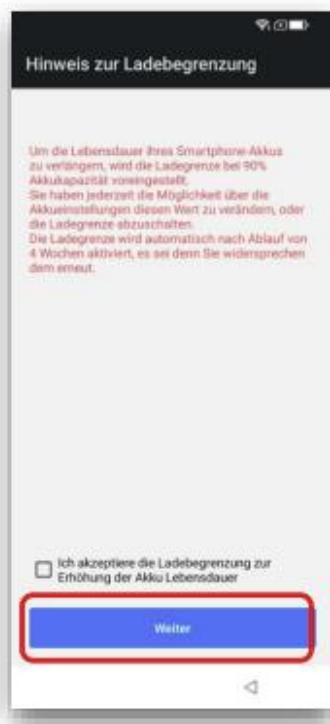 Hinweis zur Ladebegrenzung
Um die Lebensdauer ihres Smartphone-Akkus
zu verlängern, wird die Ladegrenze bei 90%
Akkukapazität voreingestellt.
Sie haben jederzeit die Möglichkeit über die
Akkueinstellungen diesen Wert zu verändern, oder
die Ladegrenze abzuschalten.
Die Ladegrenze wird automatisch nach Ablauf von
4 Wochen aktiviert, es sei denn Sie widersprechen
dem erneut.
Ich akzeptiere die Ladebegrenzung zur
Erhöhung der Akku Lebensdauer
Weiter